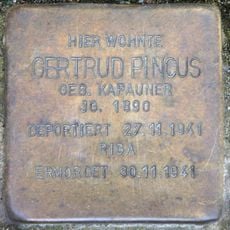 HIER WOHNTE
GERTRUD PINCUS
GEB. KAPAUNER
JG. 1890
DEPORTIERT 27.11.1941
RIGA
ERMORDET 30.11.1941